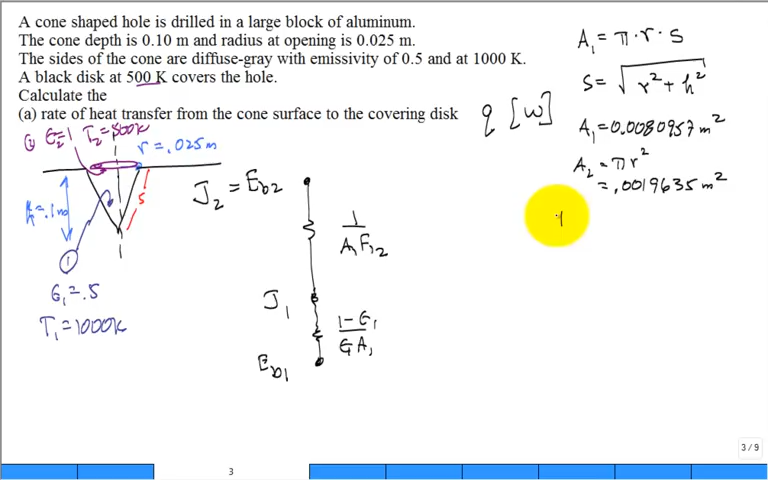 A cone shaped hole is drilled in a large block of aluminum.
The cone depth is 0.10 m and radius at opening is 0.025 m.
The sides of the cone are diffuse-gray with emissivity of 0.5 and at 1000 K.
A black disk at 500 K covers the hole.
Calculate the
(a) rate of heat transfer from the cone surface to the covering disk
q [W]
A₁ = π·r·s
S = √r²+h²
A₁ = 0.0080957 m²
A₂ = πr²
= .0019635 m²
② ϵ₂=1 T₂=500K
r = .025m
h=.1m
S
①
ϵ₁=.5
T₁=1000K
J₂ = E_b2
1/A₁F₁₂
J₁
1-ϵ₁/ϵ₁A₁
E_b1
3
3/9